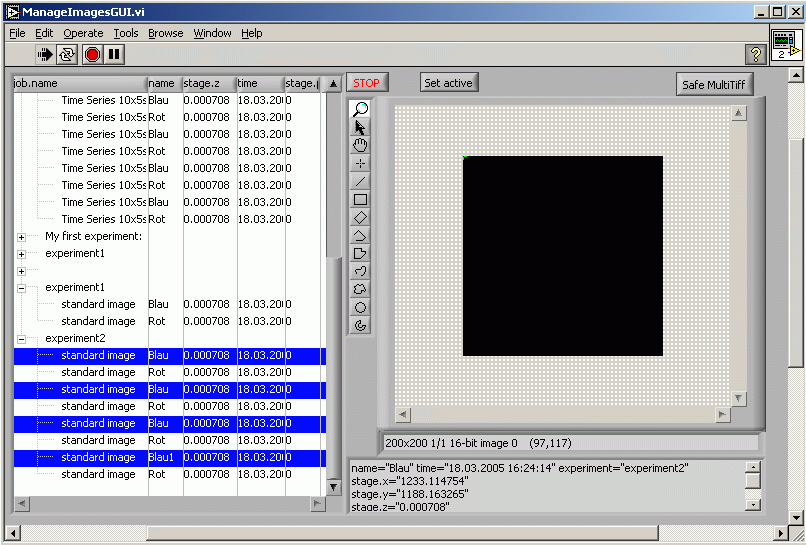 ManageImagesGUI.vi
File Edit Operate Tools Browse Window Help
2
job.name name stage.z time stage.p
STOP Set active Safe MultiTiff
Time Series 10x5s Blau 0.000708 18.03.200 0
Time Series 10x5s Rot 0.000708 18.03.200 0
Time Series 10x5s Blau 0.000708 18.03.200 0
Time Series 10x5s Rot 0.000708 18.03.200 0
Time Series 10x5s Blau 0.000708 18.03.200 0
Time Series 10x5s Rot 0.000708 18.03.200 0
Time Series 10x5s Blau 0.000708 18.03.200 0
Time Series 10x5s Rot 0.000708 18.03.200 0
My first experiment:
experiment1
experiment1
standard image Blau 0.000708 18.03.200 0
standard image Rot 0.000708 18.03.200 0
experiment2
standard image Blau 0.000708 18.03.200 0
standard image Rot 0.000708 18.03.200 0
standard image Blau 0.000708 18.03.200 0
standard image Rot 0.000708 18.03.200 0
standard image Blau 0.000708 18.03.200 0
standard image Rot 0.000708 18.03.200 0
standard image Blau1 0.000708 18.03.200 0
standard image Rot 0.000708 18.03.200 0
200x200 1/1 16-bit image 0 (97,117)
name="Blau" time="18.03.2005 16:24:14" experiment="experiment2"
stage.x="1233.114754"
stage.y="1188.163265"
stage.z="0.000708"